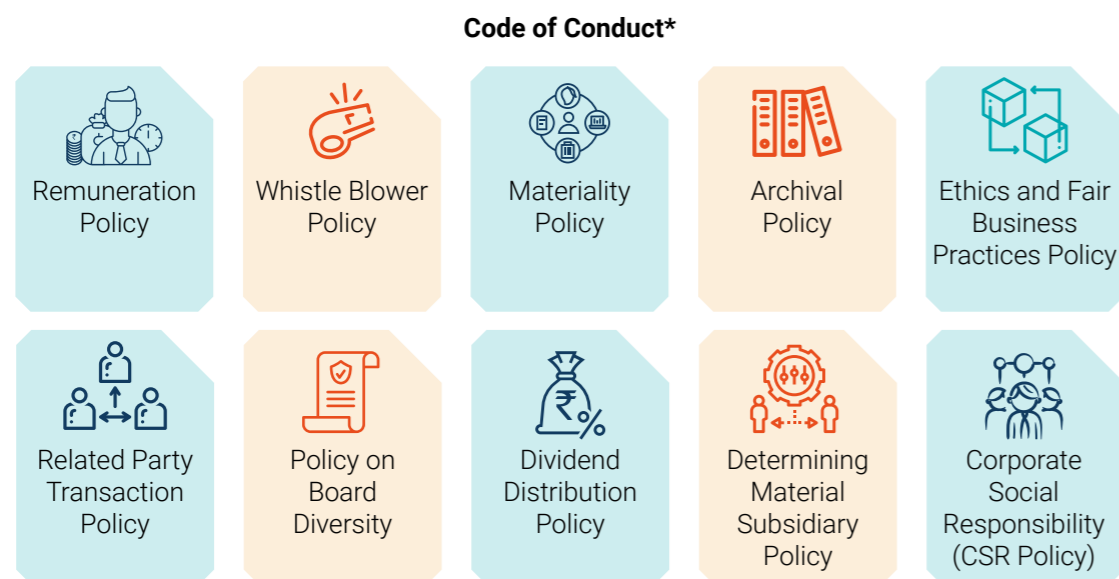 Code of Conduct*
Remuneration
Policy
Whistle Blower
Policy
Materiality
Policy
Archival
Policy
Ethics and Fair
Business
Practices Policy
Related Party
Transaction
Policy
Policy on
Board
Diversity
₹
%
Dividend
Distribution
Policy
Determining
Material
Subsidiary
Policy
Corporate
Social
Responsibility
(CSR Policy)